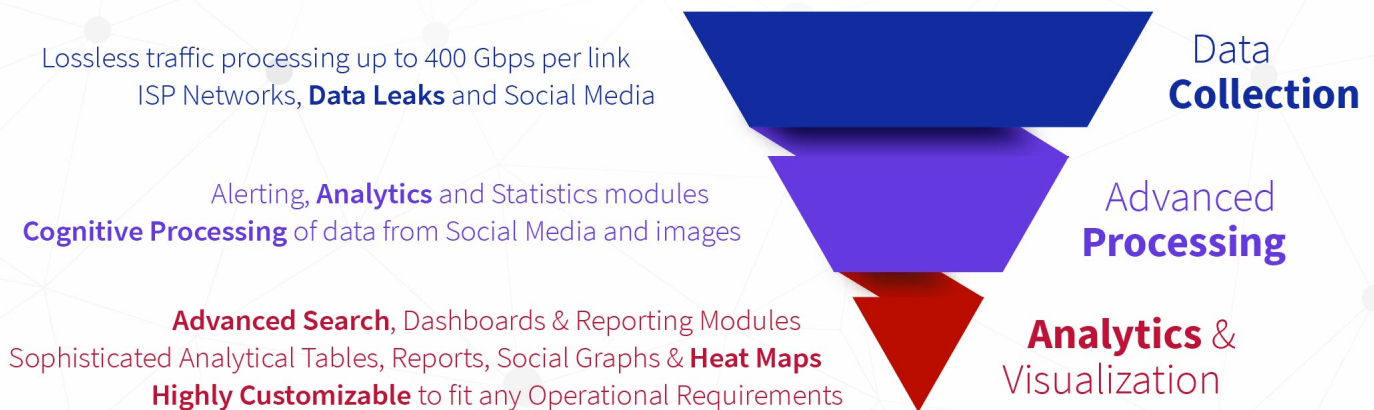 Lossless traffic processing up to 400 Gbps per link
ISP Networks, Data Leaks and Social Media
Data
Collection
Alerting, Analytics and Statistics modules
Cognitive Processing of data from Social Media and images
Advanced
Processing
Advanced Search, Dashboards & Reporting Modules
Sophisticated Analytical Tables, Reports, Social Graphs & Heat Maps
Highly Customizable to fit any Operational Requirements
Analytics &
Visualization